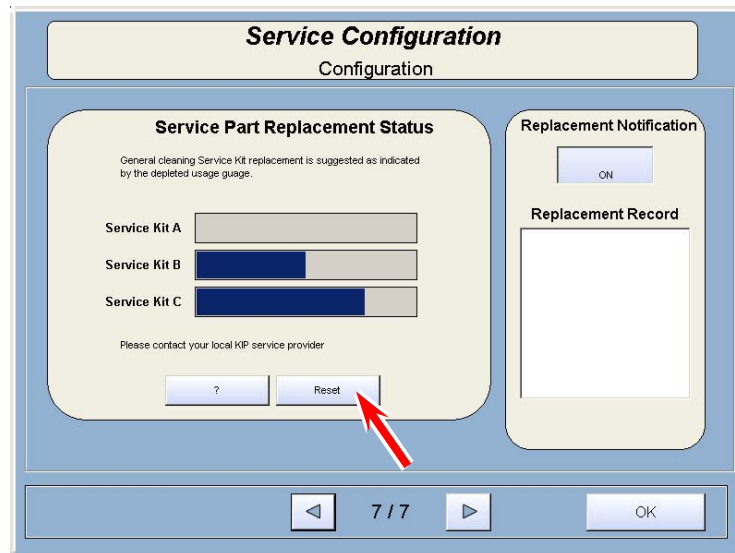 Service Configuration
Configuration
Service Part Replacement Status
General cleaning Service Kit replacement is suggested as indicated
by the depleted usage guage.
Service Kit A
Service Kit B
Service Kit C
Please contact your local KIP service provider
?
Reset
Replacement Notification
ON
Replacement Record
7 / 7
OK